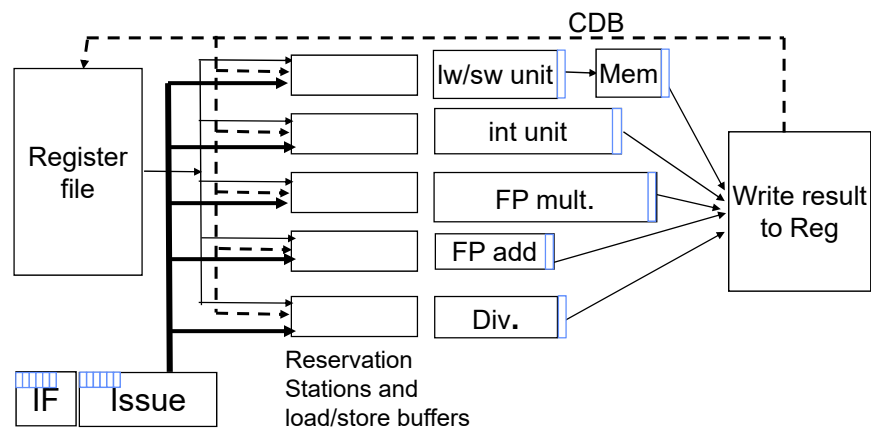 CDB
lw/sw unit
Mem
Register
file
int unit
FP mult.
Write result
to Reg
FP add
Div.
Reservation
Stations and
load/store buffers
IF
Issue